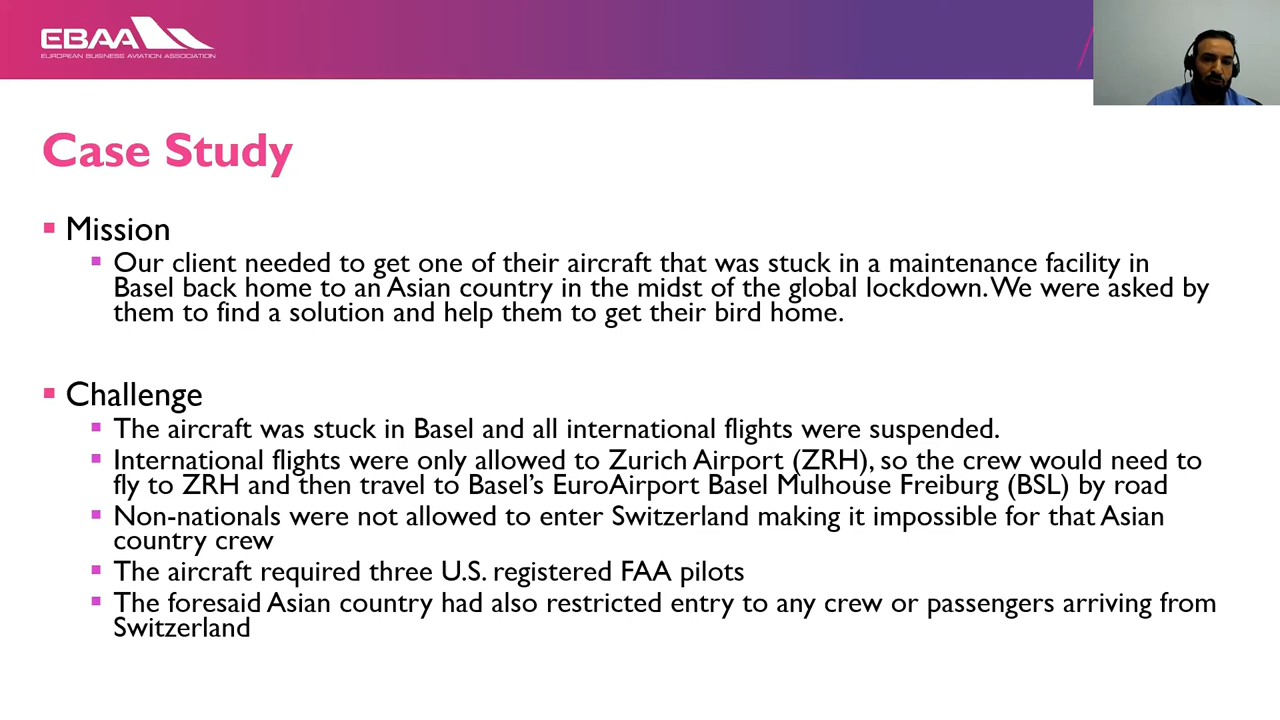 EBAA
EUROPEAN BUSINESS AVIATION ASSOCIATION
Case Study
Mission
Our client needed to get one of their aircraft that was stuck in a maintenance facility in
Basel back home to an Asian country in the midst of the global lockdown. We were asked by
them to find a solution and help them to get their bird home.
Challenge
The aircraft was stuck in Basel and all international flights were suspended.
International flights were only allowed to Zurich Airport (ZRH), so the crew would need to
fly to ZRH and then travel to Basel's EuroAirport Basel Mulhouse Freiburg (BSL) by road
Non-nationals were not allowed to enter Switzerland making it impossible for that Asian
country crew
The aircraft required three U.S. registered FAA pilots
The foresaid Asian country had also restricted entry to any crew or passengers arriving from
Switzerland